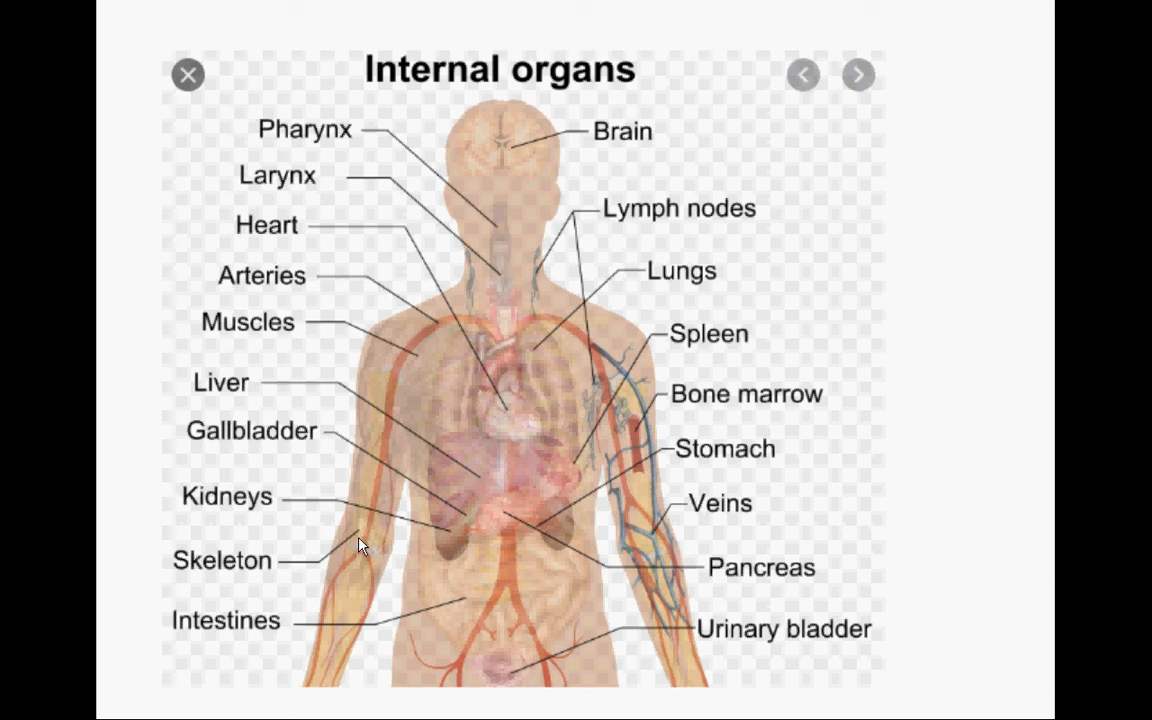 Internal organs
Pharynx
Brain
Larynx
Lymph nodes
Heart
Lungs
Arteries
Muscles
Spleen
Liver
Bone marrow
Gallbladder
Stomach
Kidneys
Veins
Skeleton
Pancreas
Intestines
Urinary bladder